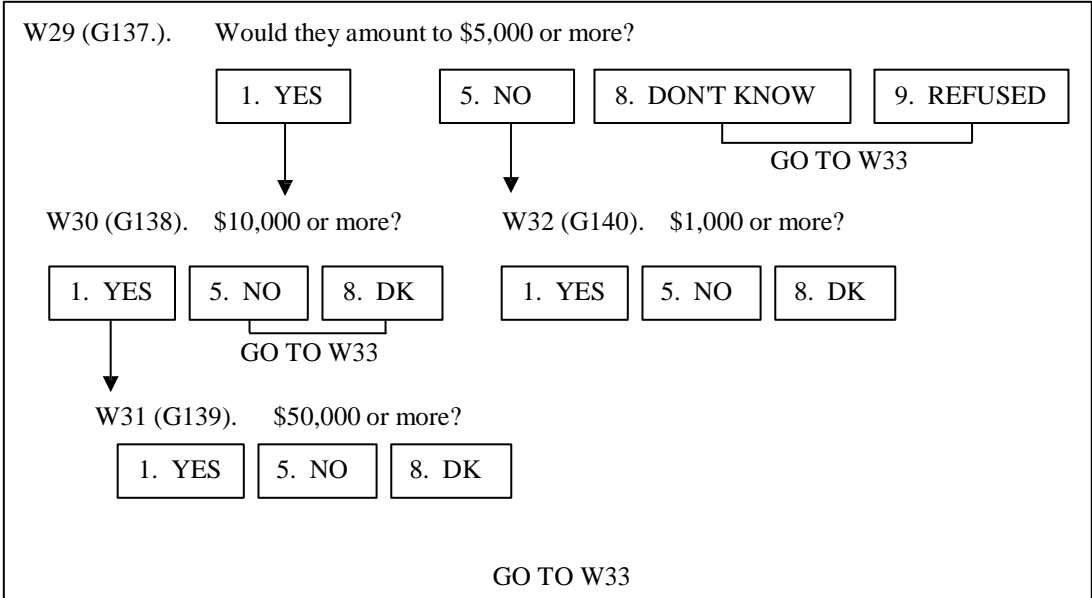 W29 (G137.). Would they amount to $5,000 or more?
1. YES 5. NO 8. DON'T KNOW 9. REFUSED
GO TO W33
W30 (G138). $10,000 or more? W32 (G140). $1,000 or more?
1. YES 5. NO 8. DK 1. YES 5. NO 8. DK
GO TO W33
W31 (G139). $50,000 or more?
1. YES 5. NO 8. DK
GO TO W33